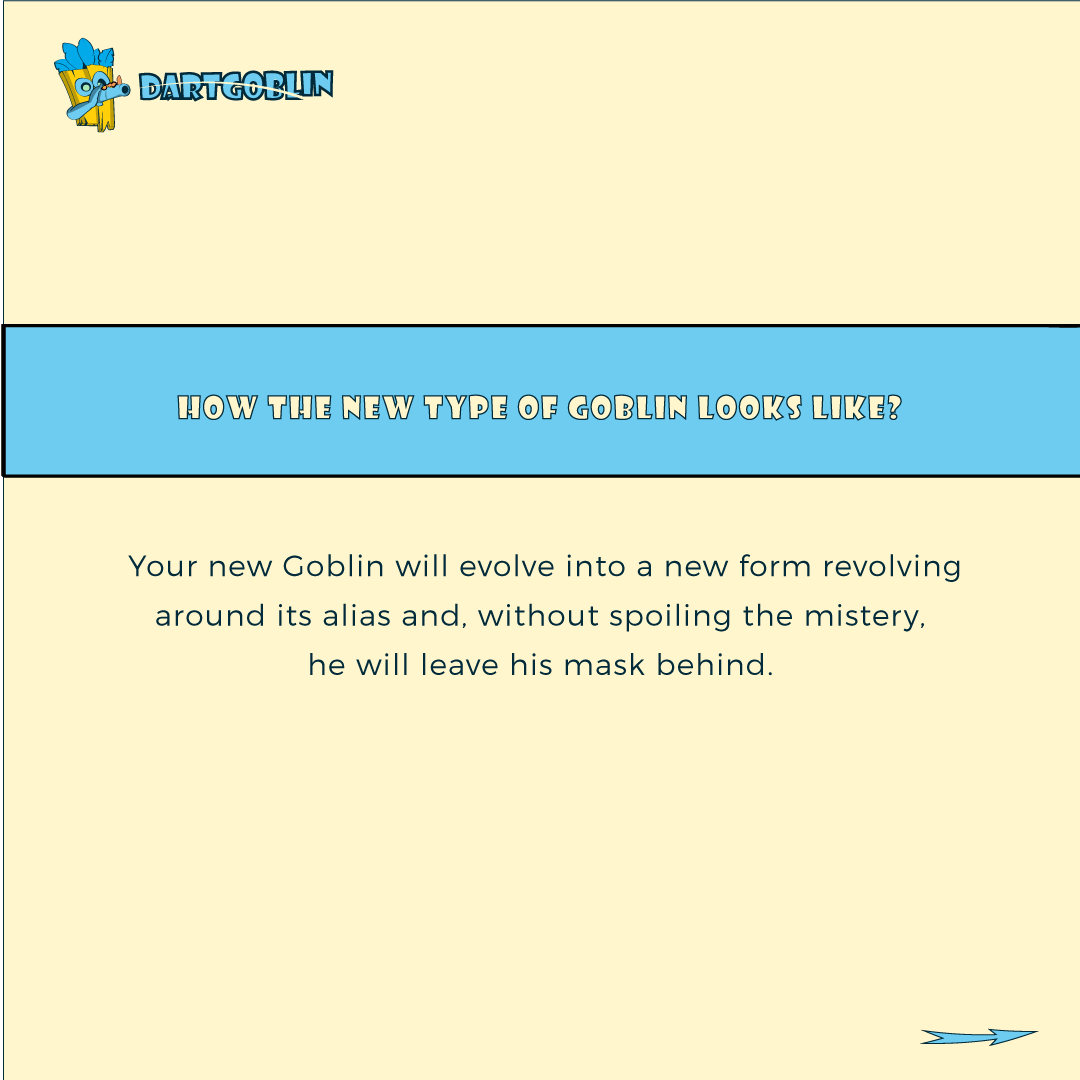 DARTGOBLIN
HOW THE NEW TYPE OF GOBLIN LOOKS LIKE?
Your new Goblin will evolve into a new form revolving
around its alias and, without spoiling the mistery,
he will leave his mask behind.